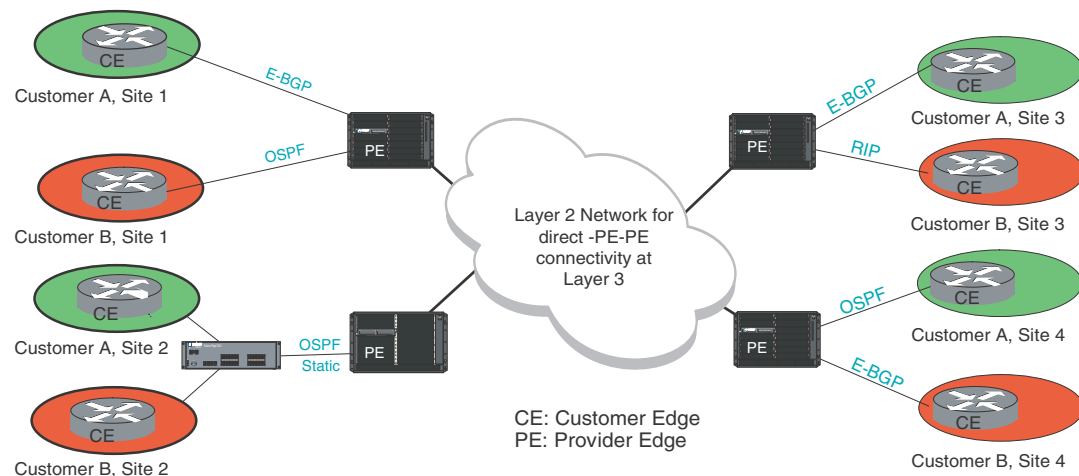 CE
Customer A, Site 1
E-BGP
PE
OSPF
CE
Customer B, Site 1
CE
Customer A, Site 2
OSPF
Static
PE
CE
Customer B, Site 2
Layer 2 Network for
direct -PE-PE
connectivity at
Layer 3
CE: Customer Edge
PE: Provider Edge
CE
Customer A, Site 3
E-BGP
PE
RIP
CE
Customer B, Site 3
CE
Customer A, Site 4
OSPF
PE
E-BGP
CE
Customer B, Site 4